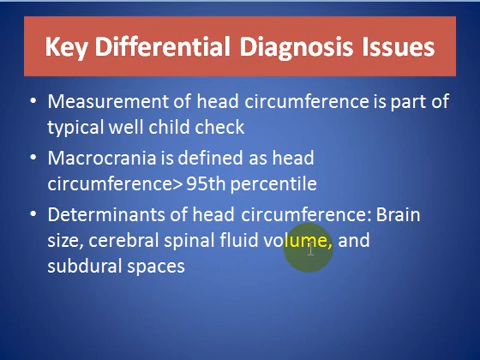 Key Differential Diagnosis Issues
• Measurement of head circumference is part of
typical well child check
• Macrocrania is defined as head
circumference> 95th percentile
• Determinants of head circumference: Brain
size, cerebral spinal fluid volume, and
subdural spaces